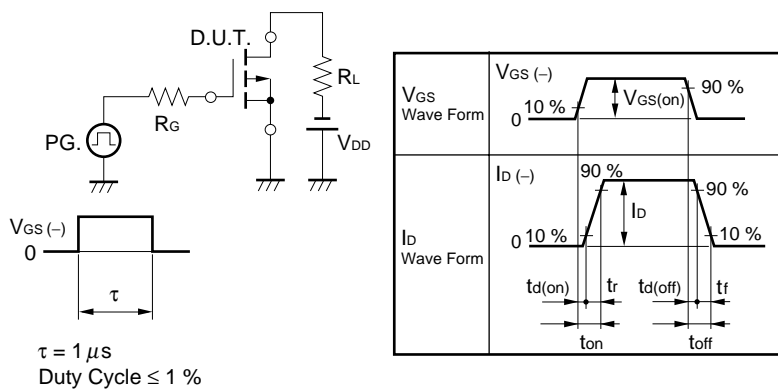 D.U.T.
RL
RG
PG.
VDD
VGS (−)
0
τ
τ = 1 μs
Duty Cycle ≤ 1 %
VGS
Wave Form
VGS (−)
10 %
0
VGS(on)
90 %
ID
Wave Form
ID (−)
90 %
90 %
ID
0 10 %
10 %
td(on) tr td(off) tf
ton toff